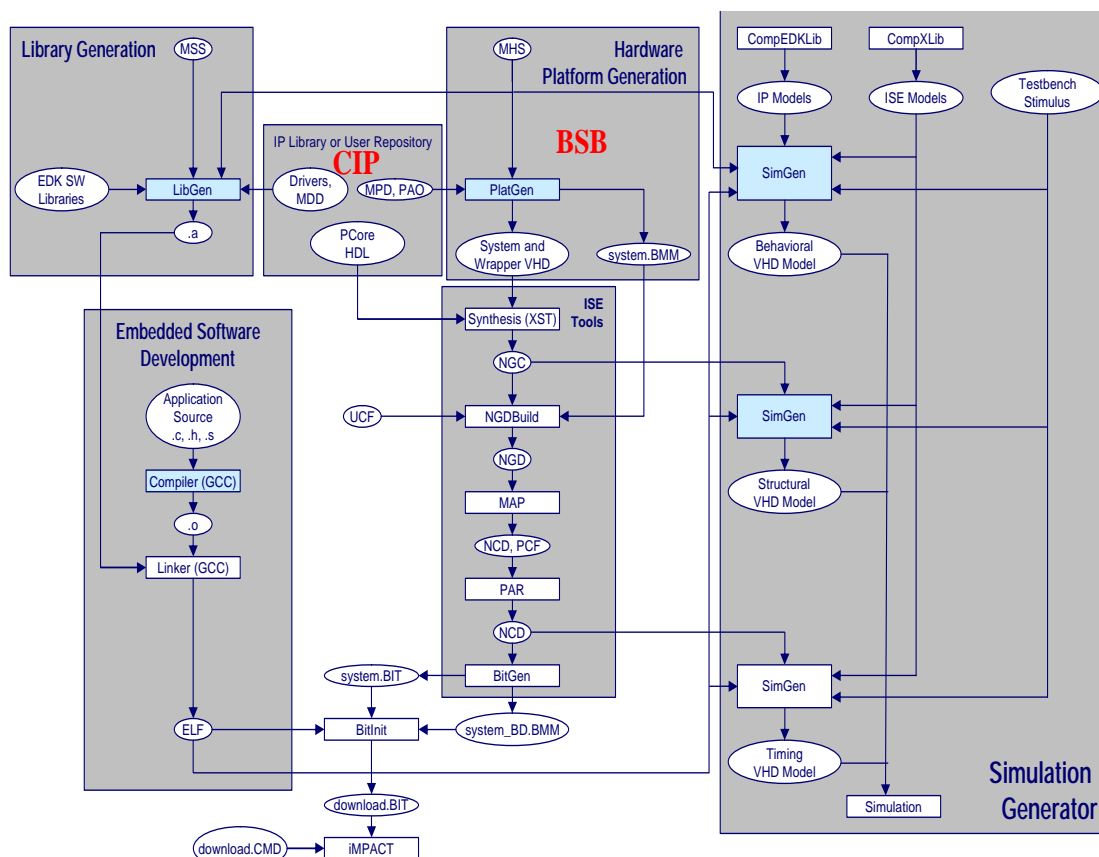 Library Generation
MSS
EDK SW
Libraries
LibGen
.a
IP Library or User Repository
CIP
Drivers,
MDD
MPD, PAO
PCore
HDL
Hardware
Platform Generation
MHS
BSB
PlatGen
System and
Wrapper VHD
system.BMM
ISE
Tools
Synthesis (XST)
NGC
UCF
NGDBuild
NGD
MAP
NCD, PCF
PAR
NCD
BitGen
Embedded Software
Development
Application
Source
.c, .h, .s
Compiler (GCC)
.o
Linker (GCC)
ELF
system.BIT
BitInit
system_BD.BMM
download.BIT
download.CMD
iMPACT
CompEDKLib
CompXLib
IP Models
ISE Models
Testbench
Stimulus
SimGen
Behavioral
VHD Model
SimGen
Structural
VHD Model
SimGen
Timing
VHD Model
Simulation
Simulation
Generator